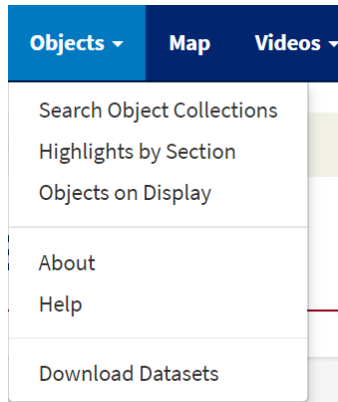 Objects Map Videos
Search Object Collections
Highlights by Section
Objects on Display
About
Help
Download Datasets